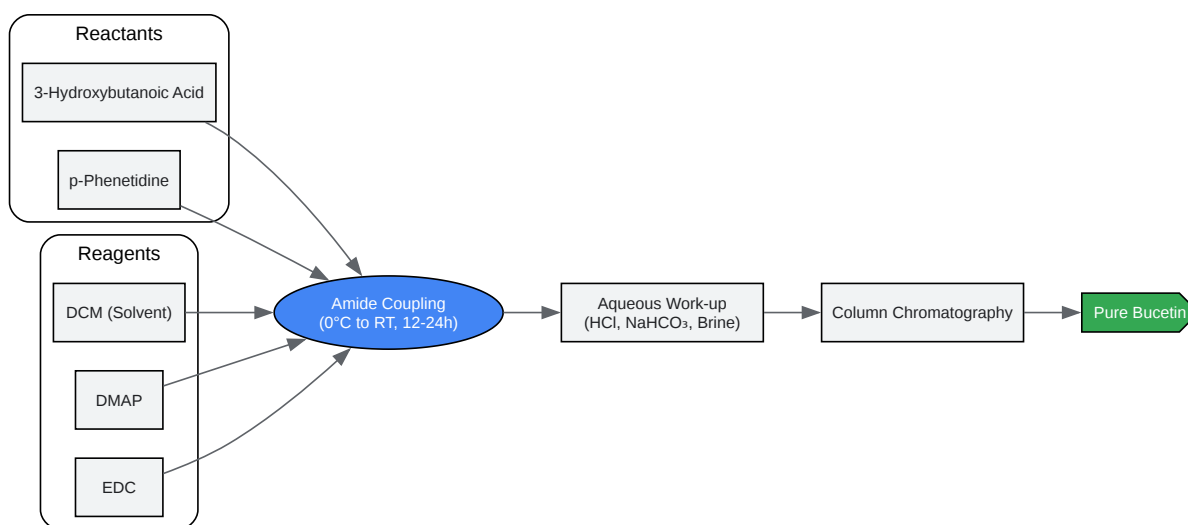 Reactants
3-Hydroxybutanoic Acid
p-Phenetidine
Reagents
DCM (Solvent)
DMAP
EDC
Amide Coupling
(0°C to RT, 12-24h)
Aqueous Work-up
(HCl, NaHCO₃, Brine)
Column Chromatography
Pure Bucetin